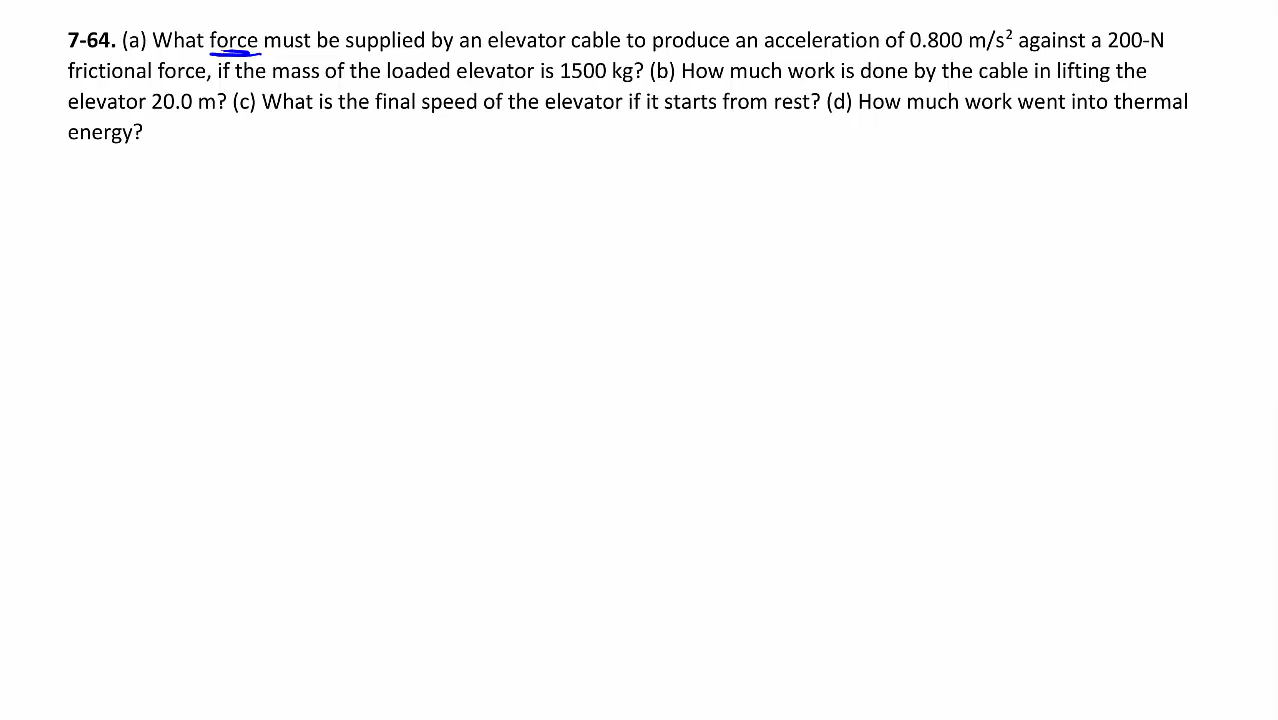 7-64. (a) What force must be supplied by an elevator cable to produce an acceleration of 0.800 m/s² against a 200-N
frictional force, if the mass of the loaded elevator is 1500 kg? (b) How much work is done by the cable in lifting the
elevator 20.0 m? (c) What is the final speed of the elevator if it starts from rest? (d) How much work went into thermal
energy?